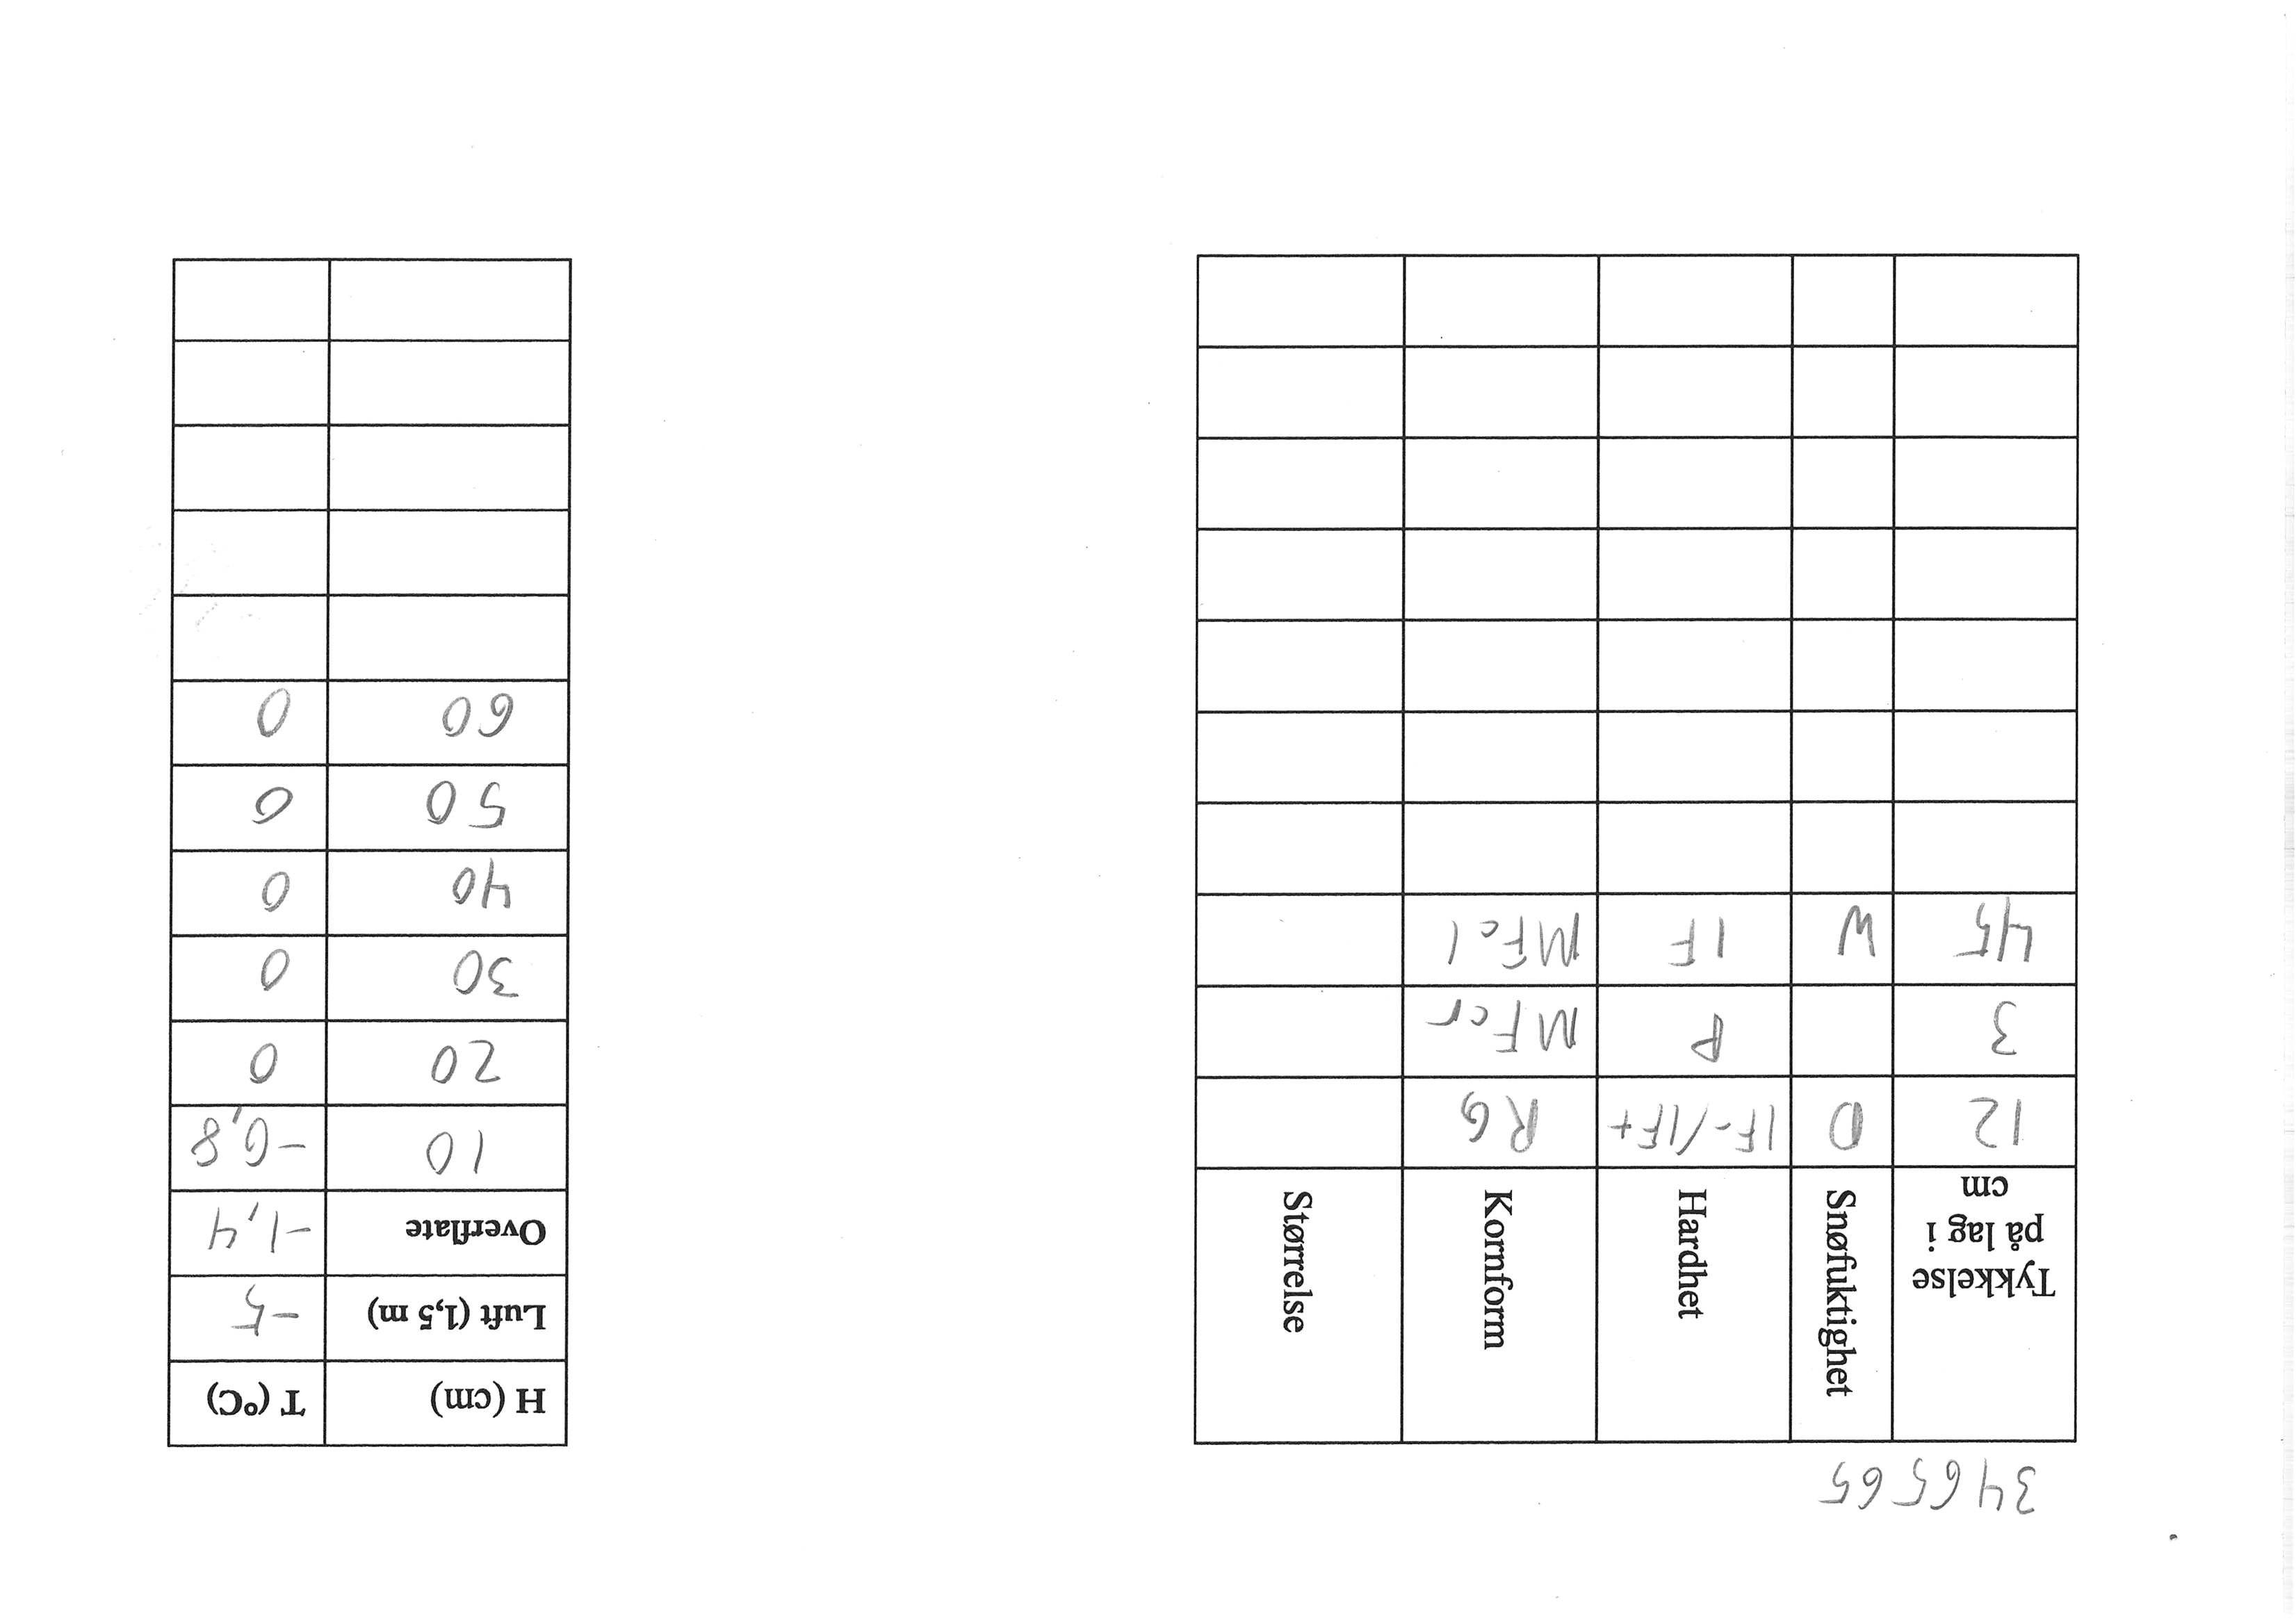 346565
Tykkelse på lag i cm Snøfuktighet Hardhet Kornform Størrelse
12 D 1F-/1F+ RG
3 P MFcr
45 W 1F MFcl
H (cm) T (°C)
Luft (1,5 m) -5
Overflate -1,4
10 -0,8
20 0
30 0
40 0
50 0
60 0